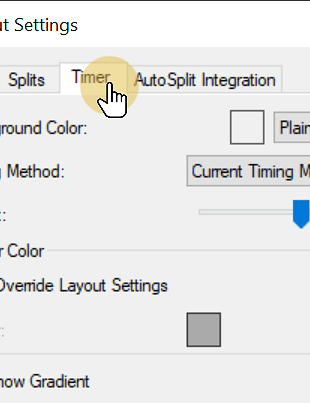 ut Settings
Splits Timer AutoSplit Integration
ground Color: Plain
g Method: Current Timing M
t:
r Color
Override Layout Settings
r:
how Gradient